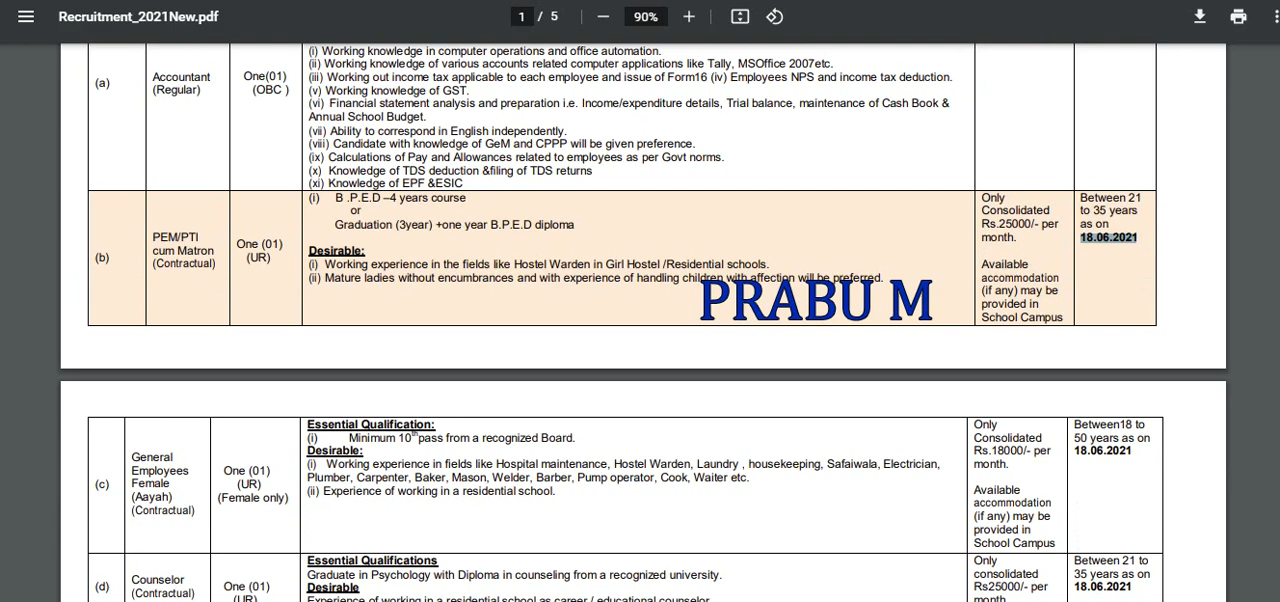 Recruitment_2021New.pdf
1 / 5
90%
(a)
Accountant
(Regular)
One(01)
(OBC )
(i) Working knowledge in computer operations and office automation.
(ii) Working knowledge of various accounts related computer applications like Tally, MSOffice 2007etc.
(iii) Working out income tax applicable to each employee and issue of Form16 (iv) Employees NPS and income tax deduction.
(v) Working knowledge of GST.
(vi) Financial statement analysis and preparation i.e. Income/expenditure details, Trial balance, maintenance of Cash Book &
Annual School Budget.
(vii) Ability to correspond in English independently.
(viii) Candidate with knowledge of GeM and CPPP will be given preference.
(ix) Calculations of Pay and Allowances related to employees as per Govt norms.
(x) Knowledge of TDS deduction &filing of TDS returns
(xi) Knowledge of EPF &ESIC
(b)
PEM/PTI
cum Matron
(Contractual)
One (01)
(UR)
(i) B .P.E.D –4 years course
or
Graduation (3year) +one year B.P.E.D diploma
Desirable:
(i) Working experience in the fields like Hostel Warden in Girl Hostel /Residential schools.
(ii) Mature ladies without encumbrances and with experience of handling children with affection will be preferred.
PRABU M
Only
Consolidated
Rs.25000/- per
month.
Available
accommodation
(if any) may be
provided in
School Campus
Between 21
to 35 years
as on
18.06.2021
(c)
General
Employees
Female
(Aayah)
(Contractual)
One (01)
(UR)
(Female only)
Essential Qualification:
(i) Minimum 10th pass from a recognized Board.
Desirable:
(i) Working experience in fields like Hospital maintenance, Hostel Warden, Laundry , housekeeping, Safaiwala, Electrician,
Plumber, Carpenter, Baker, Mason, Welder, Barber, Pump operator, Cook, Waiter etc.
(ii) Experience of working in a residential school.
Only
Consolidated
Rs.18000/- per
month.
Available
accommodation
(if any) may be
provided in
School Campus
Between18 to
50 years as on
18.06.2021
(d)
Counselor
(Contractual)
One (01)
(UR)
Essential Qualifications
Graduate in Psychology with Diploma in counseling from a recognized university.
Desirable
Experience of working in a residential school as career / educational counselor
Only
consolidated
Rs25000/- per
month
Between 21 to
35 years as on
18.06.2021